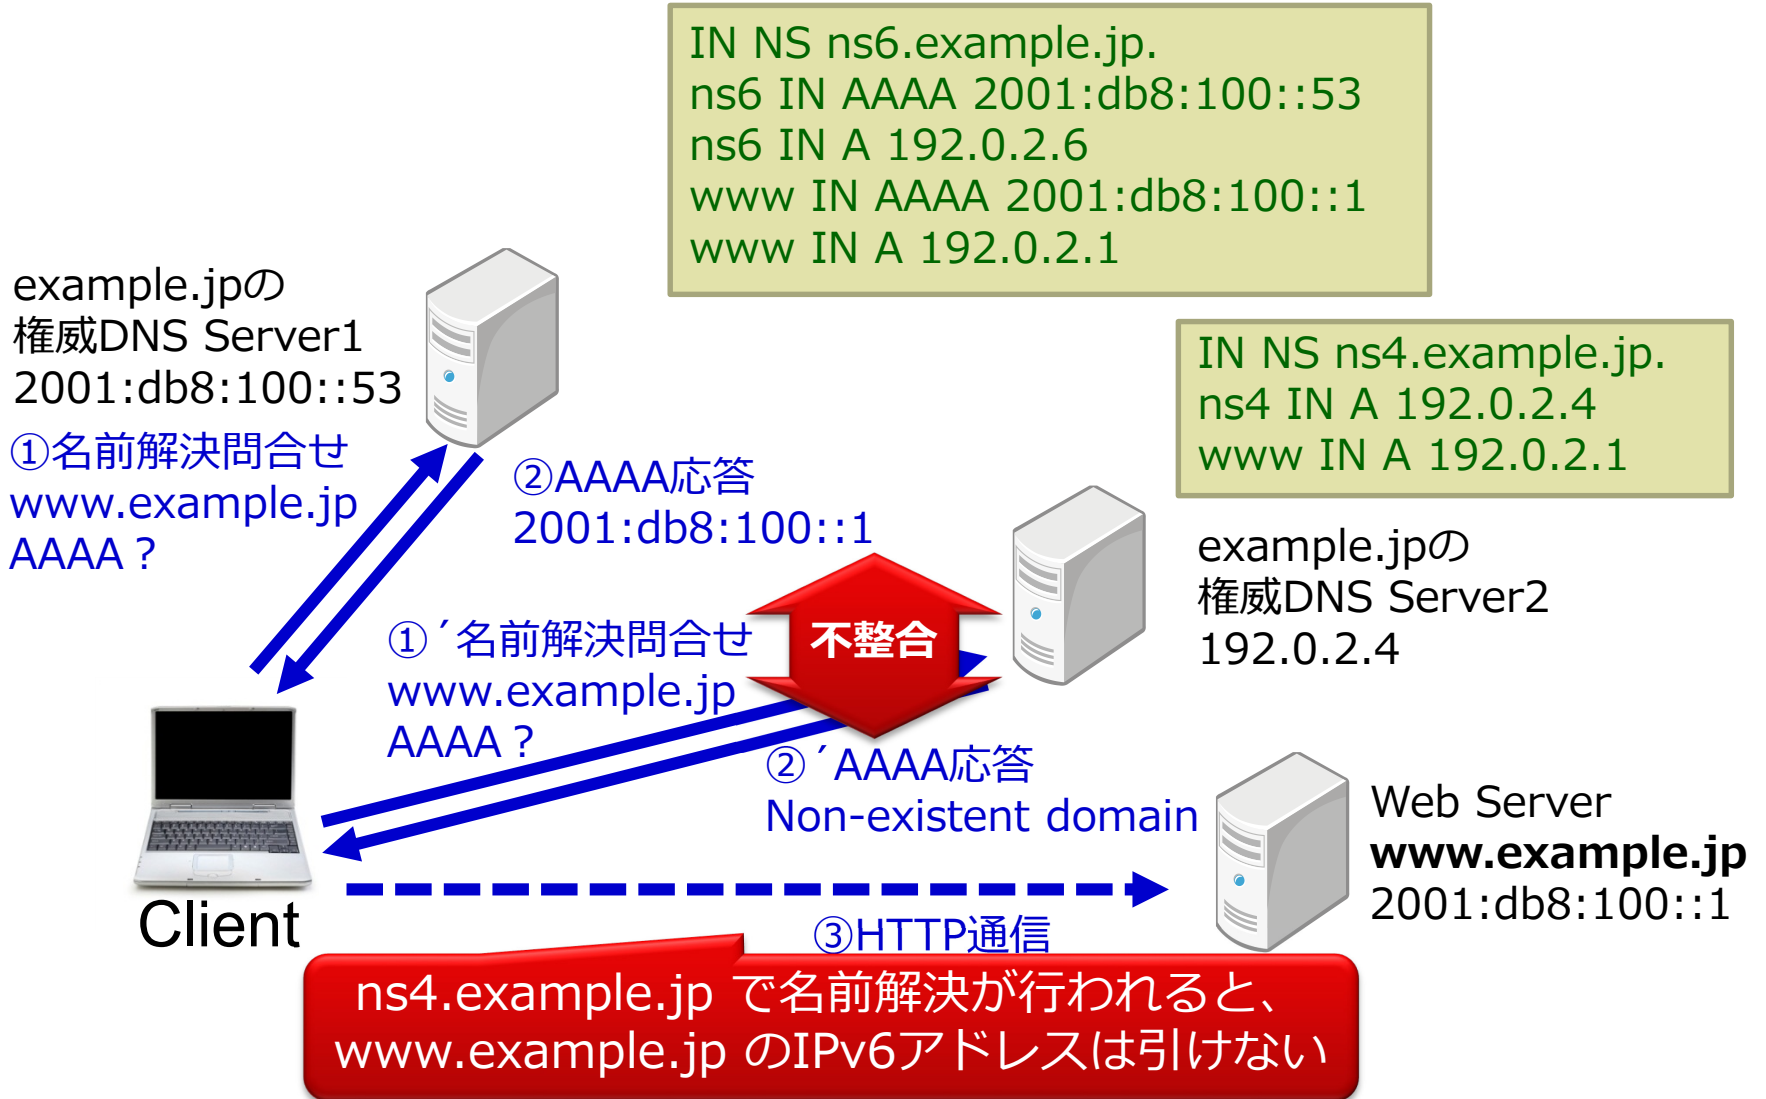 IN NS ns6.example.jp.
ns6 IN AAAA 2001:db8:100::53
ns6 IN A 192.0.2.6
www IN AAAA 2001:db8:100::1
www IN A 192.0.2.1
example.jpの
権威DNS Server1
2001:db8:100::53
IN NS ns4.example.jp.
ns4 IN A 192.0.2.4
www IN A 192.0.2.1
①名前解決問合せ
www.example.jp
AAAA？
②AAAA応答
2001:db8:100::1
example.jpの
権威DNS Server2
192.0.2.4
①´名前解決問合せ
www.example.jp
AAAA？
不整合
②´AAAA応答
Non-existent domain
Web Server
www.example.jp
2001:db8:100::1
Client
③HTTP通信
ns4.example.jp で名前解決が行われると、
www.example.jp のIPv6アドレスは引けない